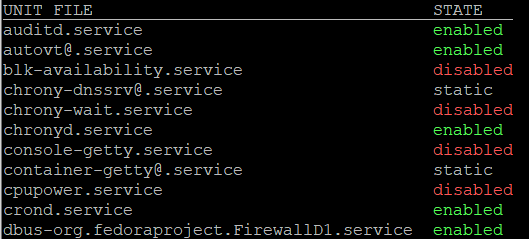 UNIT FILE STATE
auditd.service enabled
autovt@.service enabled
blk-availability.service disabled
chrony-dnssrv@.service static
chrony-wait.service disabled
chronyd.service enabled
console-getty.service disabled
container-getty@.service static
cpupower.service disabled
crond.service enabled
dbus-org.fedoraproject.FirewallD1.service enabled